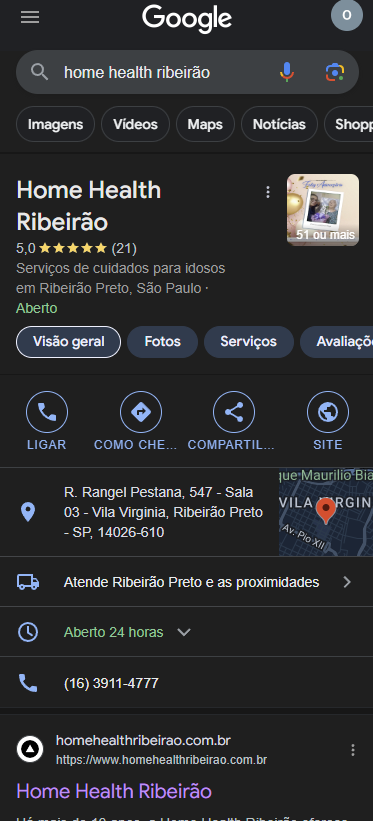 Google
O
home health ribeirão
Imagens
Vídeos
Maps
Notícias
Shopp
Home Health
Ribeirão
51 ou mais
5,0 (21)
Serviços de cuidados para idosos
em Ribeirão Preto, São Paulo ·
Aberto
Visão geral
Fotos
Serviços
Avaliaçõe
LIGAR
COMO CHE...
COMPARTIL...
SITE
R. Rangel Pestana, 547 - Sala
03 - Vila Virginia, Ribeirão Preto
- SP, 14026-610
que Maurilio Bia
VILA VIRGIN
Av. Pio XII
Atende Ribeirão Preto e as proximidades
Aberto 24 horas
(16) 3911-4777
homehealthribeirao.com.br
https://www.homehealthribeirao.com.br
Home Health Ribeirão